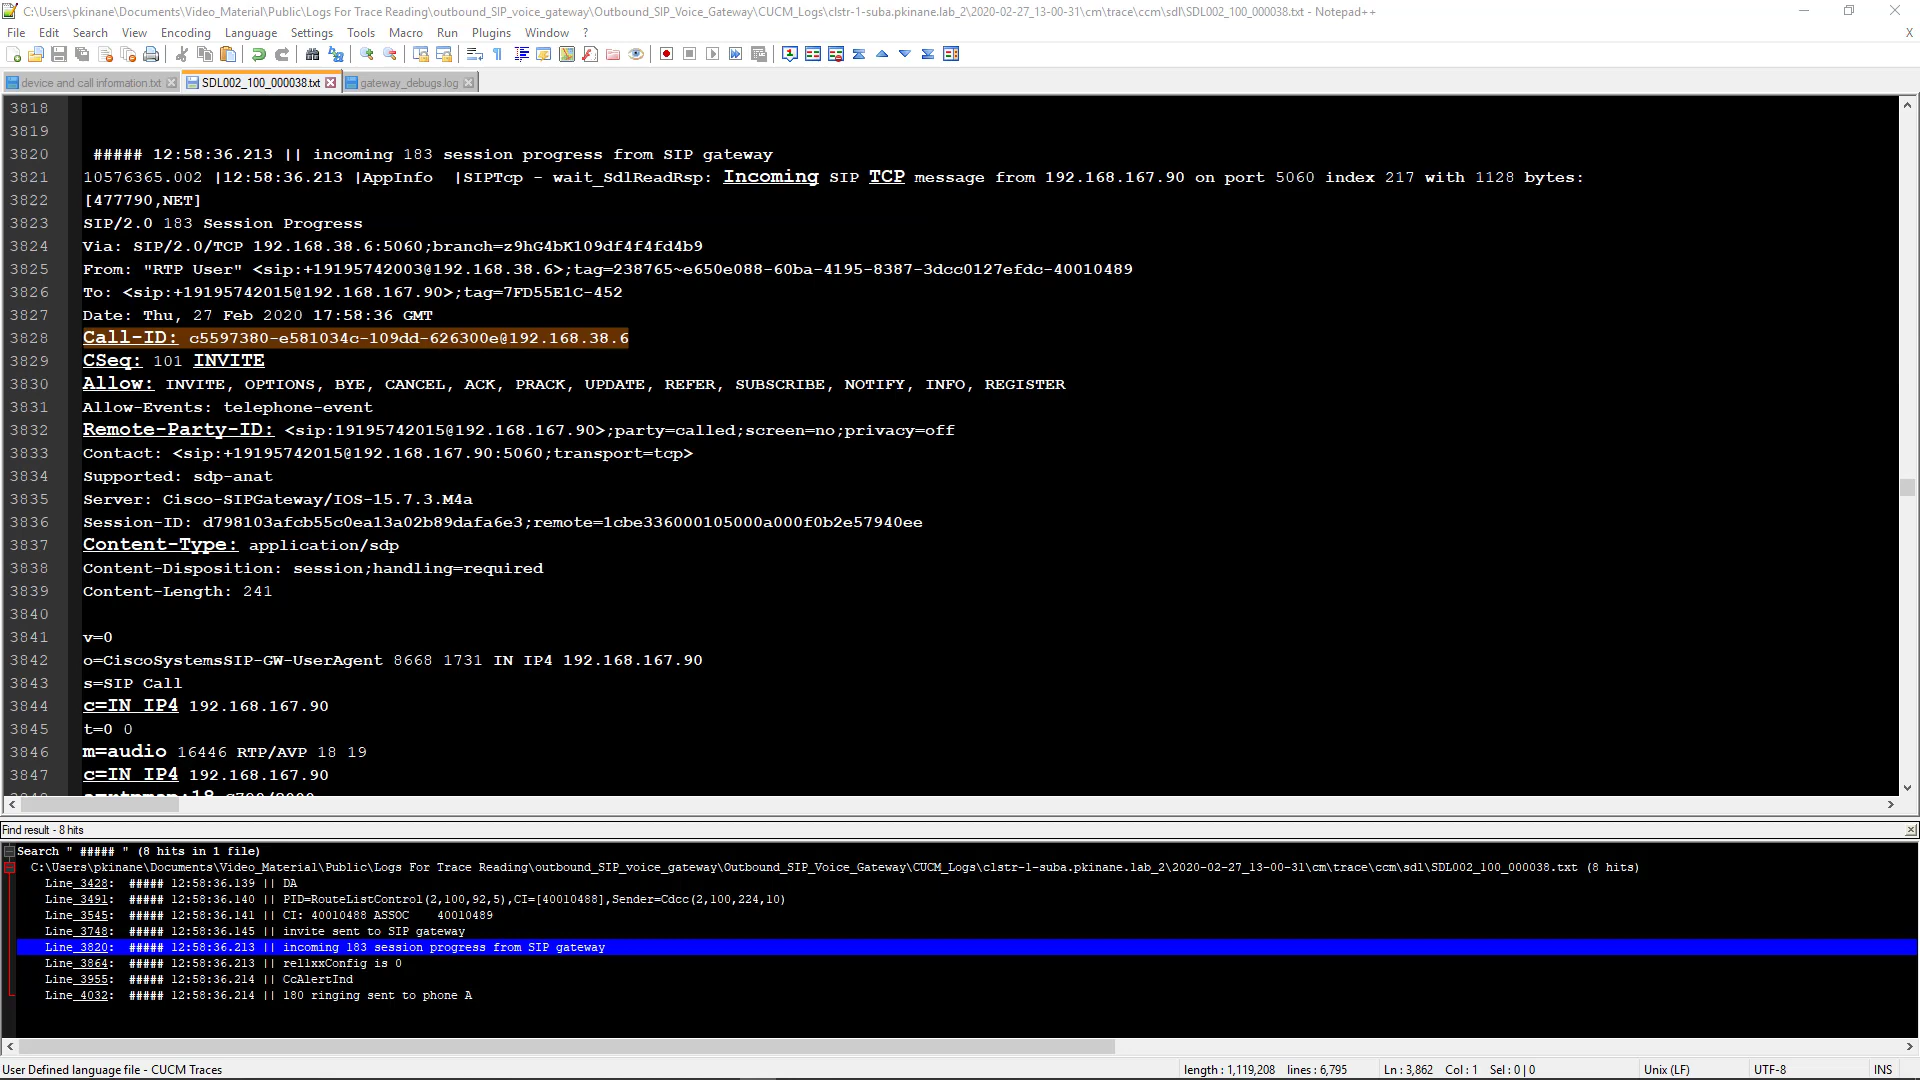 C:\Users\pkinane\Documents\Video_Material\Public\Logs For Trace Reading\outbound_SIP_voice_gateway\Outbound_SIP_Voice_Gateway\CUCM_Logs\clstr-1-suba.pkinane.lab_2\2020-02-27_13-00-31\cm\trace\ccm\sdl\SDL002_100_000038.txt - Notepad++
File Edit Search View Encoding Language Settings Tools Macro Run Plugins Window ? X
device and call information.txt SDL002_100_000038.txt gateway_debugs.log
3818
3819
3820 ##### 12:58:36.213 || incoming 183 session progress from SIP gateway
3821 10576365.002 |12:58:36.213 |AppInfo |SIPTcp - wait_SdlReadRsp: Incoming SIP TCP message from 192.168.167.90 on port 5060 index 217 with 1128 bytes:
3822 [477790,NET]
3823 SIP/2.0 183 Session Progress
3824 Via: SIP/2.0/TCP 192.168.38.6:5060;branch=z9hG4bK109df4f4fd4b9
3825 From: "RTP User" <sip:+19195742003@192.168.38.6>;tag=238765~e650e088-60ba-4195-8387-3dcc0127efdc-40010489
3826 To: <sip:+19195742015@192.168.167.90>;tag=7FD55E1C-452
3827 Date: Thu, 27 Feb 2020 17:58:36 GMT
3828 Call-ID: c5597380-e581034c-109dd-626300e@192.168.38.6
3829 CSeq: 101 INVITE
3830 Allow: INVITE, OPTIONS, BYE, CANCEL, ACK, PRACK, UPDATE, REFER, SUBSCRIBE, NOTIFY, INFO, REGISTER
3831 Allow-Events: telephone-event
3832 Remote-Party-ID: <sip:19195742015@192.168.167.90>;party=called;screen=no;privacy=off
3833 Contact: <sip:+19195742015@192.168.167.90:5060;transport=tcp>
3834 Supported: sdp-anat
3835 Server: Cisco-SIPGateway/IOS-15.7.3.M4a
3836 Session-ID: d798103afcb55c0ea13a02b89dafa6e3;remote=1cbe336000105000a000f0b2e57940ee
3837 Content-Type: application/sdp
3838 Content-Disposition: session;handling=required
3839 Content-Length: 241
3840
3841 v=0
3842 o=CiscoSystemsSIP-GW-UserAgent 8668 1731 IN IP4 192.168.167.90
3843 s=SIP Call
3844 c=IN IP4 192.168.167.90
3845 t=0 0
3846 m=audio 16446 RTP/AVP 18 19
3847 c=IN IP4 192.168.167.90
Find result - 8 hits
Search " ##### " (8 hits in 1 file)
C:\Users\pkinane\Documents\Video_Material\Public\Logs For Trace Reading\outbound_SIP_voice_gateway\Outbound_SIP_Voice_Gateway\CUCM_Logs\clstr-1-suba.pkinane.lab_2\2020-02-27_13-00-31\cm\trace\ccm\sdl\SDL002_100_000038.txt (8 hits)
Line 3428: ##### 12:58:36.139 || DA
Line 3491: ##### 12:58:36.140 || PID=RouteListControl(2,100,92,5),CI=[40010488],Sender=Cdcc(2,100,224,10)
Line 3545: ##### 12:58:36.141 || CI: 40010488 ASSOC 40010489
Line 3748: ##### 12:58:36.145 || invite sent to SIP gateway
Line 3820: ##### 12:58:36.213 || incoming 183 session progress from SIP gateway
Line 3864: ##### 12:58:36.213 || rellxxConfig is 0
Line 3955: ##### 12:58:36.214 || CcAlertInd
Line 4032: ##### 12:58:36.214 || 180 ringing sent to phone A
User Defined language file - CUCM Traces length : 1,119,208 lines : 6,795 Ln : 3,862 Col : 1 Sel : 0 | 0 Unix (LF) UTF-8 INS